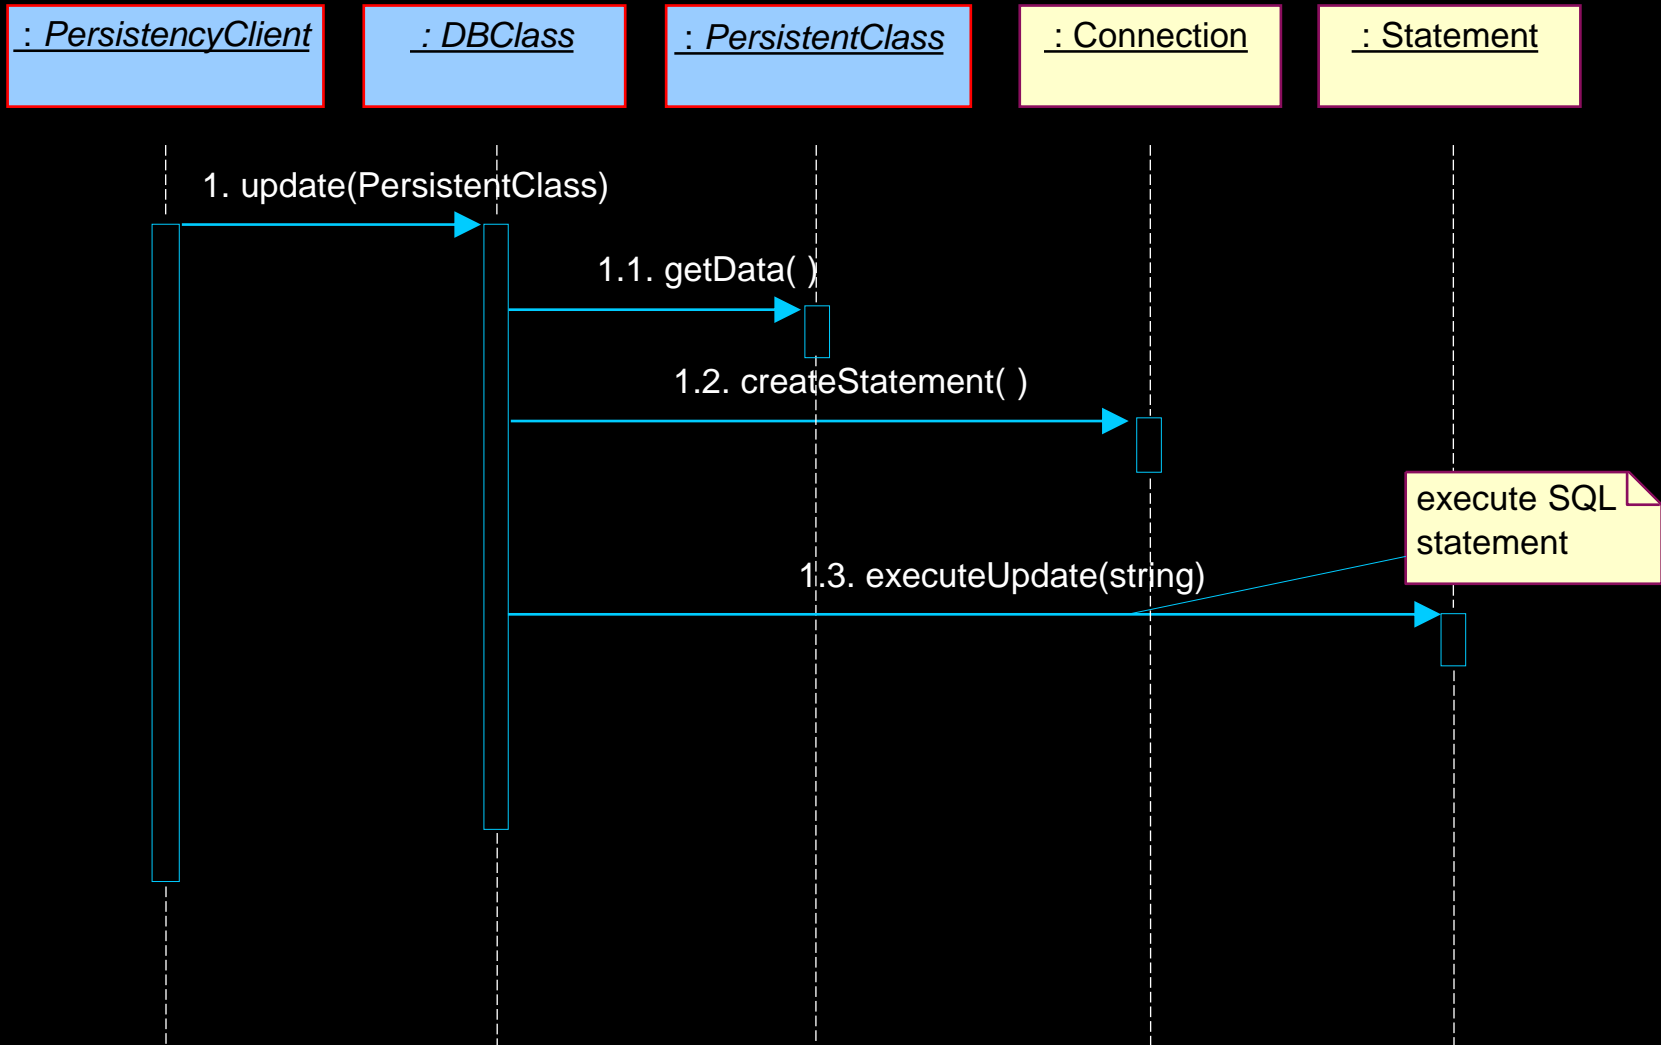 : PersistencyClient
: DBClass
: PersistentClass
: Connection
: Statement
1. update(PersistentClass)
1.1. getData( )
1.2. createStatement( )
execute SQL
statement
1.3. executeUpdate(string)